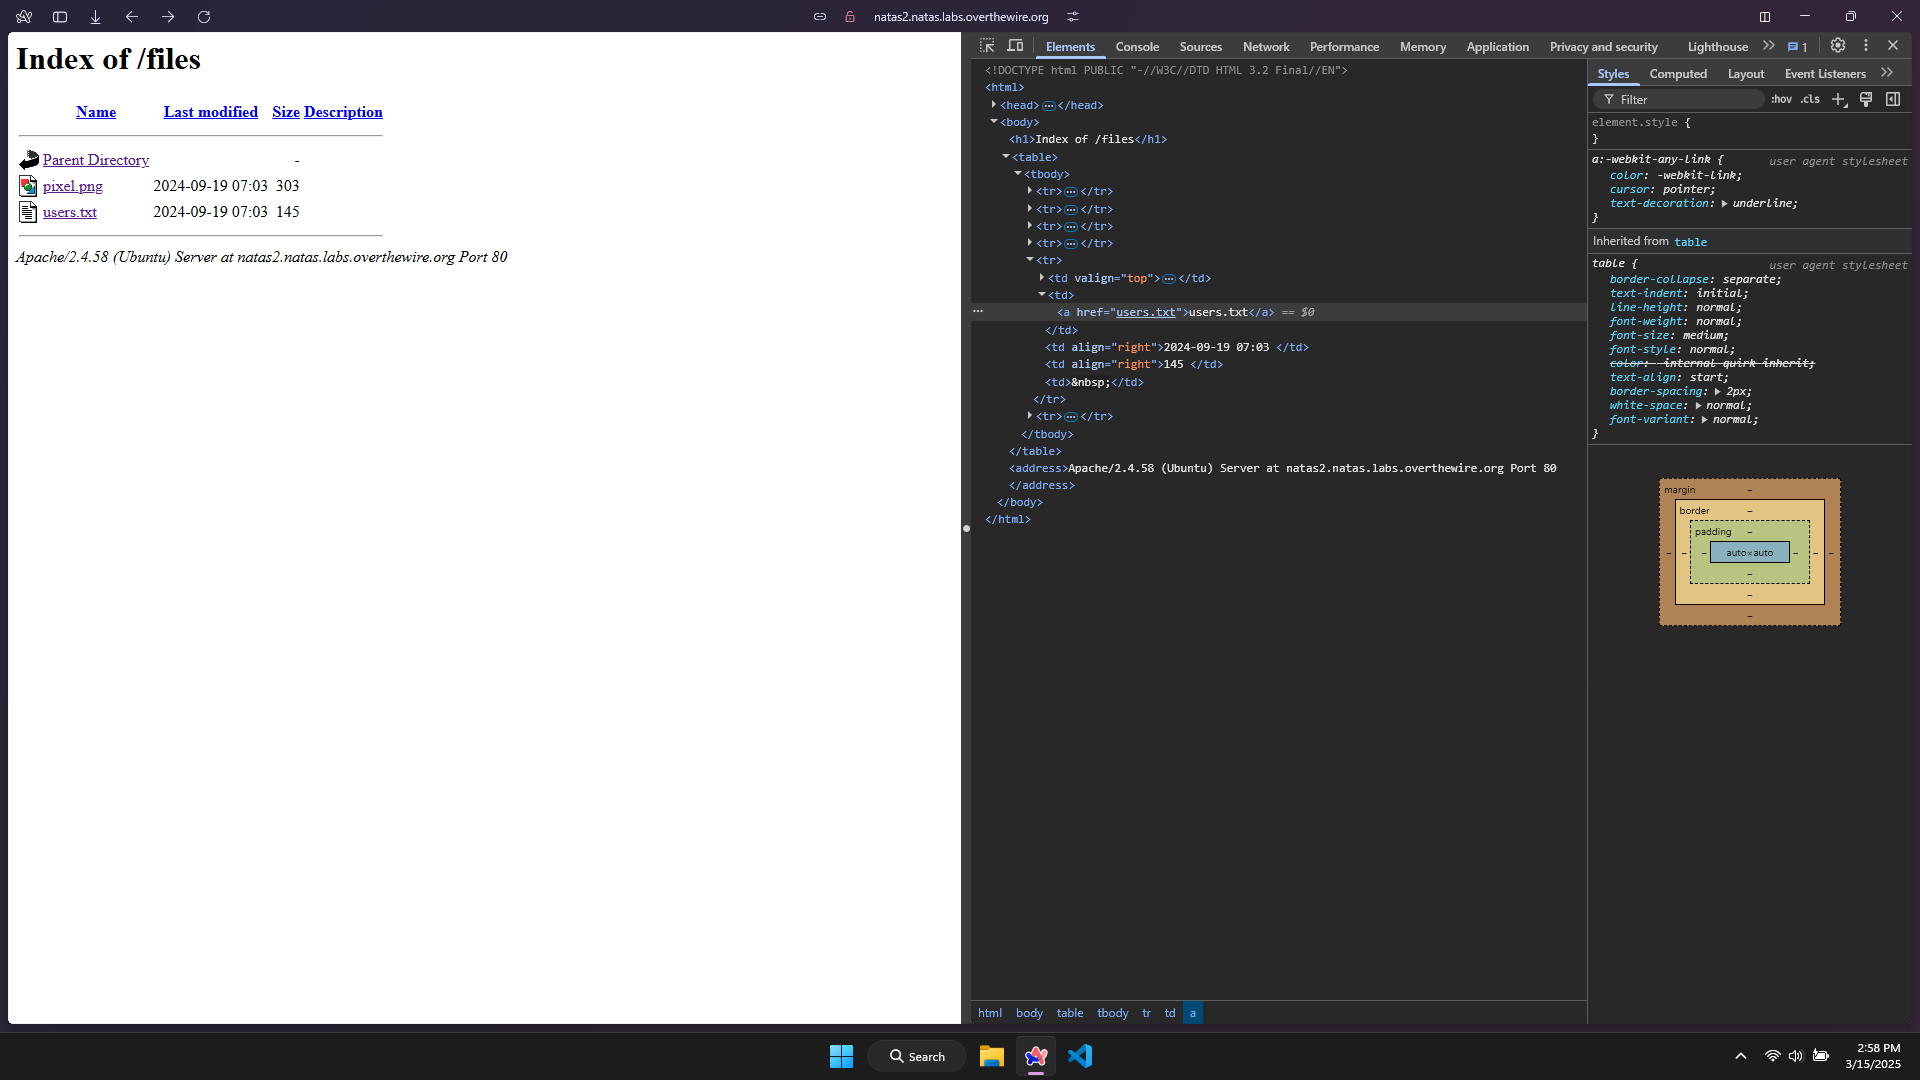 natas2.natas.labs.overthewire.org
Index of /files
Name Last modified Size Description
Parent Directory -
pixel.png 2024-09-19 07:03 303
users.txt 2024-09-19 07:03 145
Apache/2.4.58 (Ubuntu) Server at natas2.natas.labs.overthewire.org Port 80
Elements Console Sources Network Performance Memory Application Privacy and security Lighthouse 1
<!DOCTYPE html PUBLIC "-//W3C//DTD HTML 3.2 Final//EN">
<html>
<head>…</head>
<body>
<h1>Index of /files</h1>
<table>
<tbody>
<tr>…</tr>
<tr>…</tr>
<tr>…</tr>
<tr>…</tr>
<tr>
<td valign="top">…</td>
<td>
<a href="users.txt">users.txt</a> == $0
</td>
<td align="right">2024-09-19 07:03 </td>
<td align="right">145 </td>
<td>&nbsp;</td>
</tr>
<tr>…</tr>
</tbody>
</table>
<address>Apache/2.4.58 (Ubuntu) Server at natas2.natas.labs.overthewire.org Port 80
</address>
</body>
</html>
html body table tbody tr td a
Styles Computed Layout Event Listeners
Filter :hov .cls
element.style {
}
a:-webkit-any-link { user agent stylesheet
color: -webkit-link;
cursor: pointer;
text-decoration: underline;
}
Inherited from table
table { user agent stylesheet
border-collapse: separate;
text-indent: initial;
line-height: normal;
font-weight: normal;
font-size: medium;
font-style: normal;
color: -internal-quirk-inherit;
text-align: start;
border-spacing: 2px;
white-space: normal;
font-variant: normal;
}
margin –
border –
padding –
– – – auto×auto – – –
–
–
–
Search
2:58 PM
3/15/2025